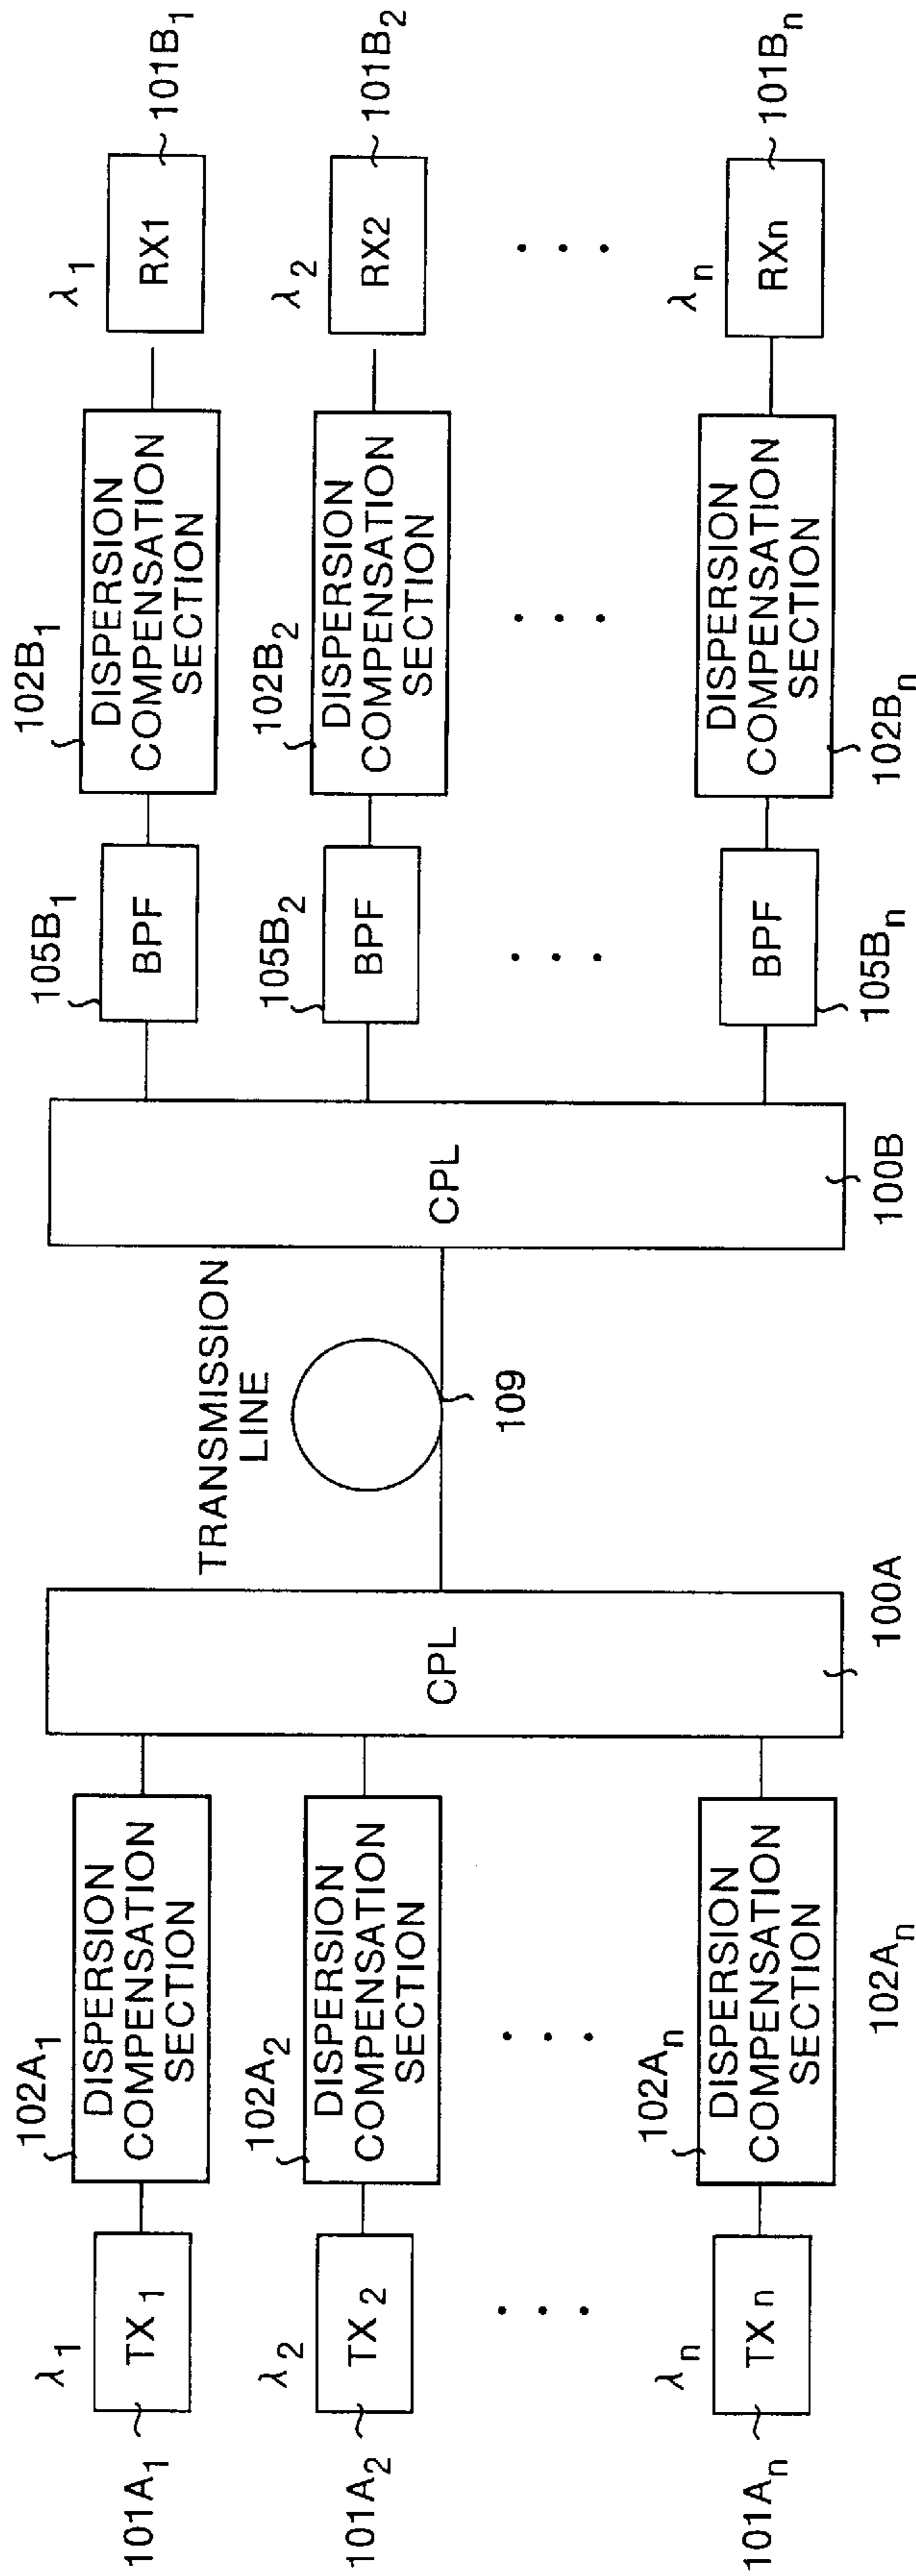 λ1
TX1
101A1
102A1
DISPERSION
COMPENSATION
SECTION
λ2
TX2
101A2
102A2
DISPERSION
COMPENSATION
SECTION
λn
TXn
101An
102An
DISPERSION
COMPENSATION
SECTION
102An
CPL
100A
TRANSMISSION
LINE
109
CPL
100B
105B1
BPF
102B1
DISPERSION
COMPENSATION
SECTION
λ1
RX1
101B1
105B2
BPF
102B2
DISPERSION
COMPENSATION
SECTION
λ2
RX2
101B2
BPF
105Bn
DISPERSION
COMPENSATION
SECTION
102Bn
λn
RXn
101Bn